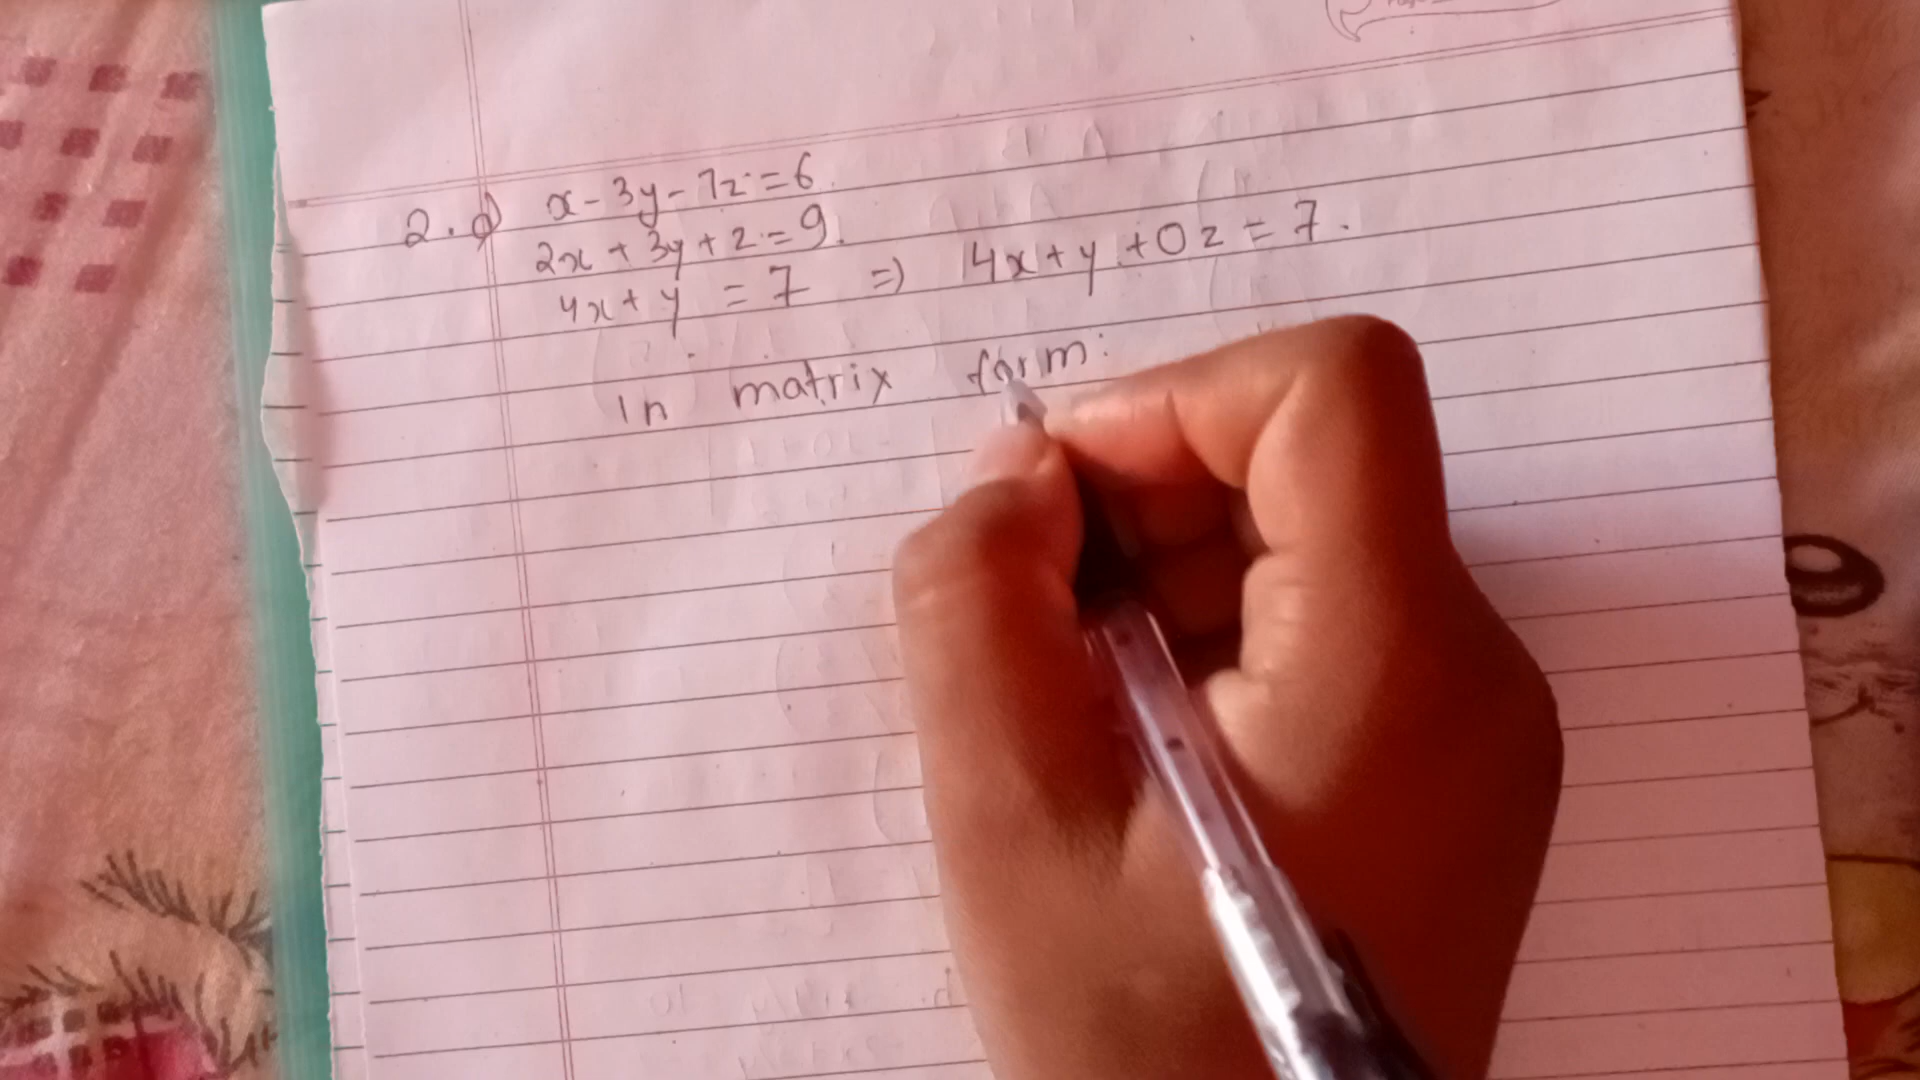 2. d) x - 3y - 7z = 6
2x + 3y + z = 9.
4x + y = 7 ⇒ 4x + y + 0z = 7.
In matrix form: